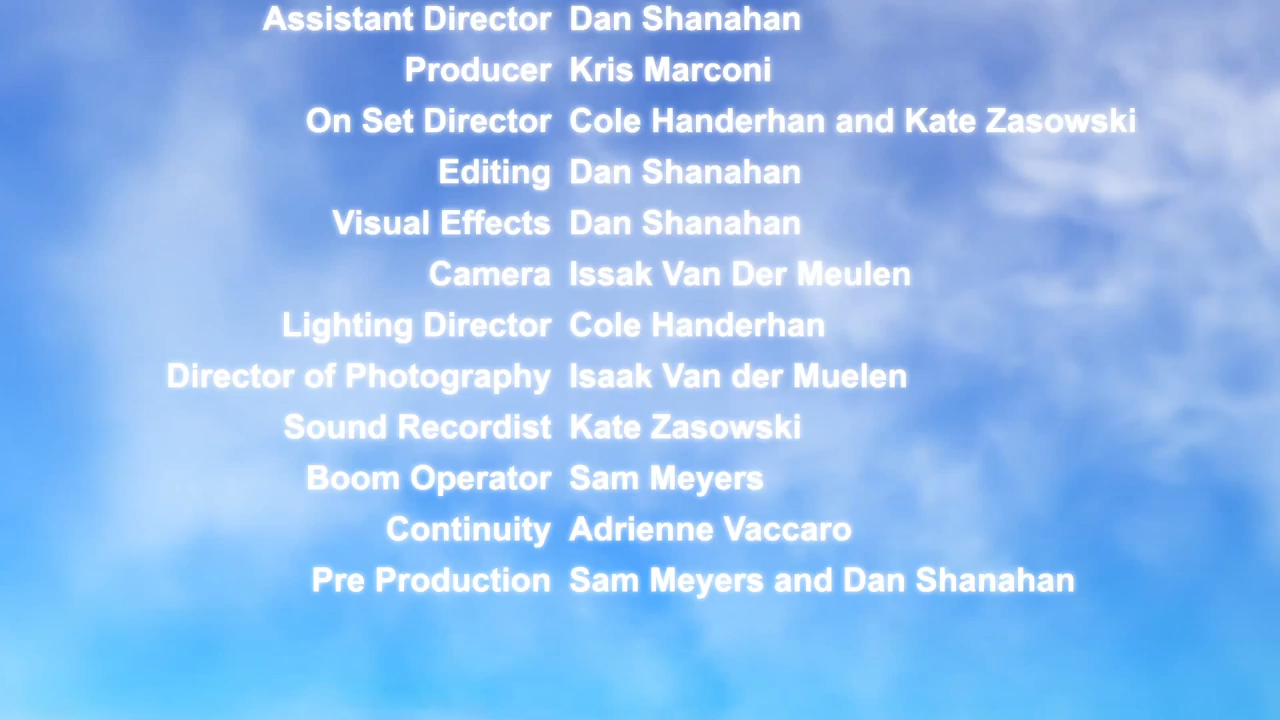 Assistant Director Dan Shanahan
Producer Kris Marconi
On Set Director Cole Handerhan and Kate Zasowski
Editing Dan Shanahan
Visual Effects Dan Shanahan
Camera Issak Van Der Meulen
Lighting Director Cole Handerhan
Director of Photography Isaak Van der Muelen
Sound Recordist Kate Zasowski
Boom Operator Sam Meyers
Continuity Adrienne Vaccaro
Pre Production Sam Meyers and Dan Shanahan